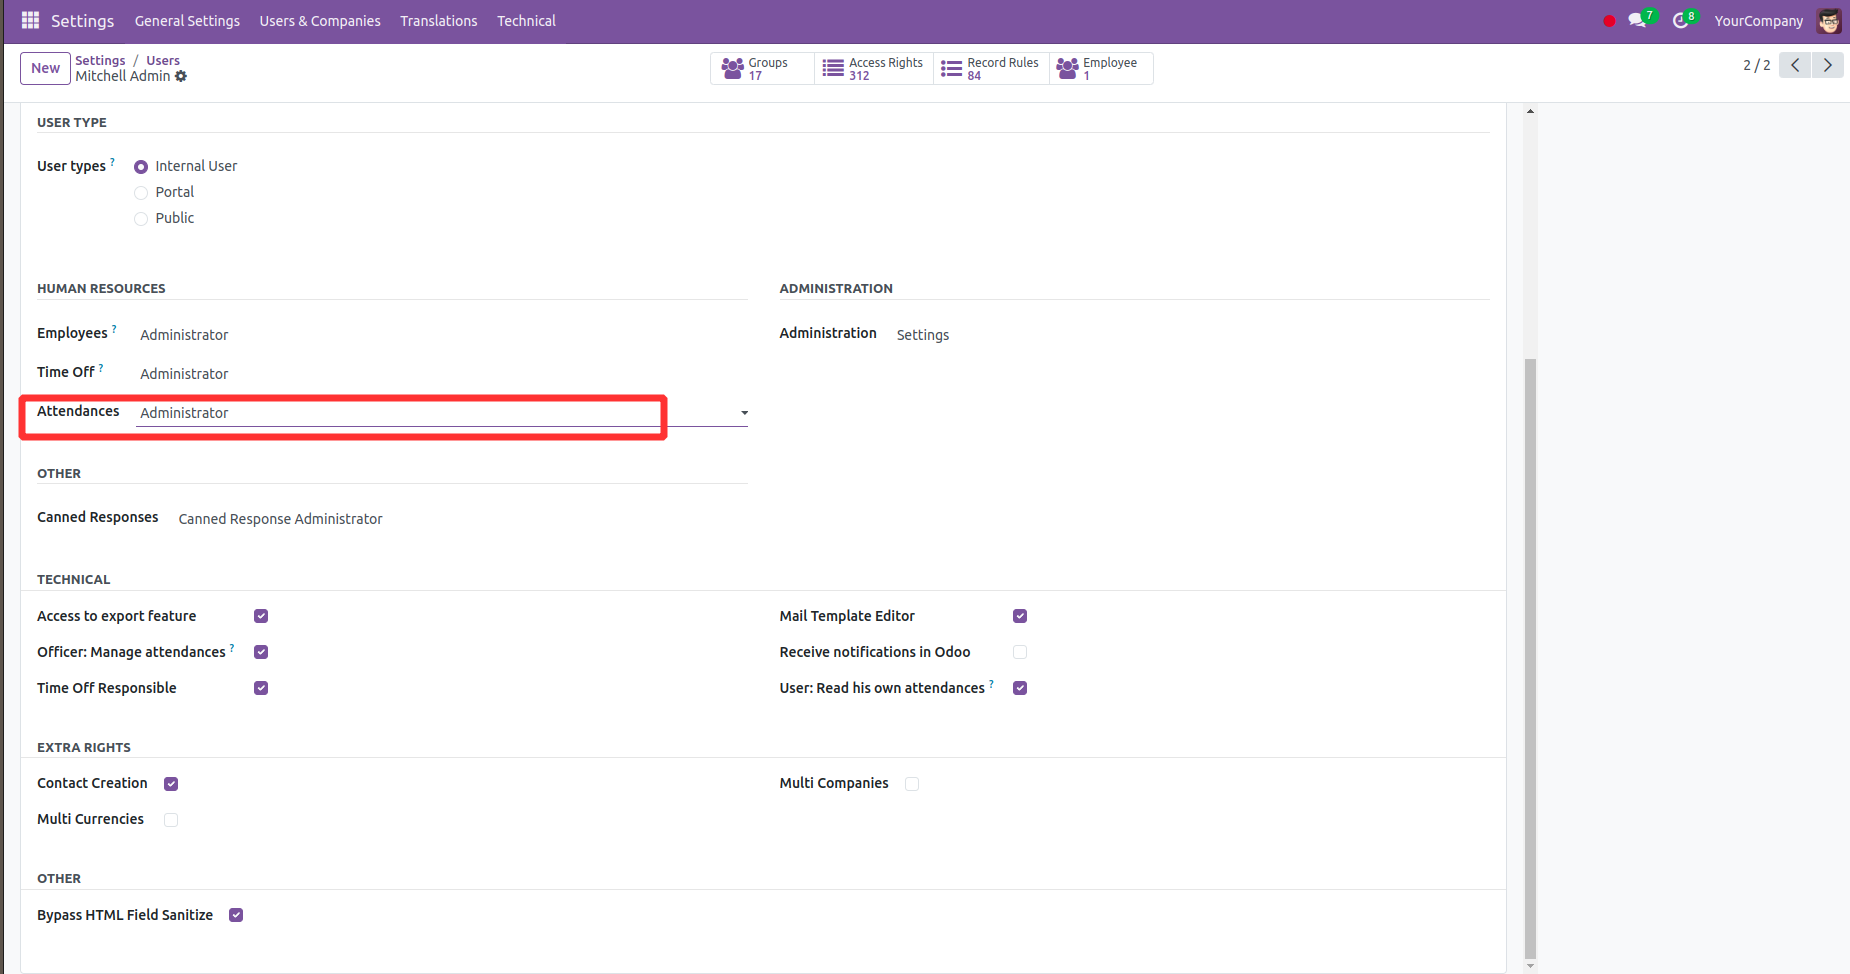 Settings General Settings Users & Companies Translations Technical 7 8 YourCompany
New Settings / Users
Mitchell Admin
Groups 17
Access Rights 312
Record Rules 84
Employee 1
2 / 2
USER TYPE
User types ? Internal User
Portal
Public
HUMAN RESOURCES
Employees ? Administrator
Time Off ? Administrator
Attendances Administrator
ADMINISTRATION
Administration Settings
OTHER
Canned Responses Canned Response Administrator
TECHNICAL
Access to export feature
Mail Template Editor
Officer: Manage attendances ?
Receive notifications in Odoo
Time Off Responsible
User: Read his own attendances ?
EXTRA RIGHTS
Contact Creation
Multi Companies
Multi Currencies
OTHER
Bypass HTML Field Sanitize